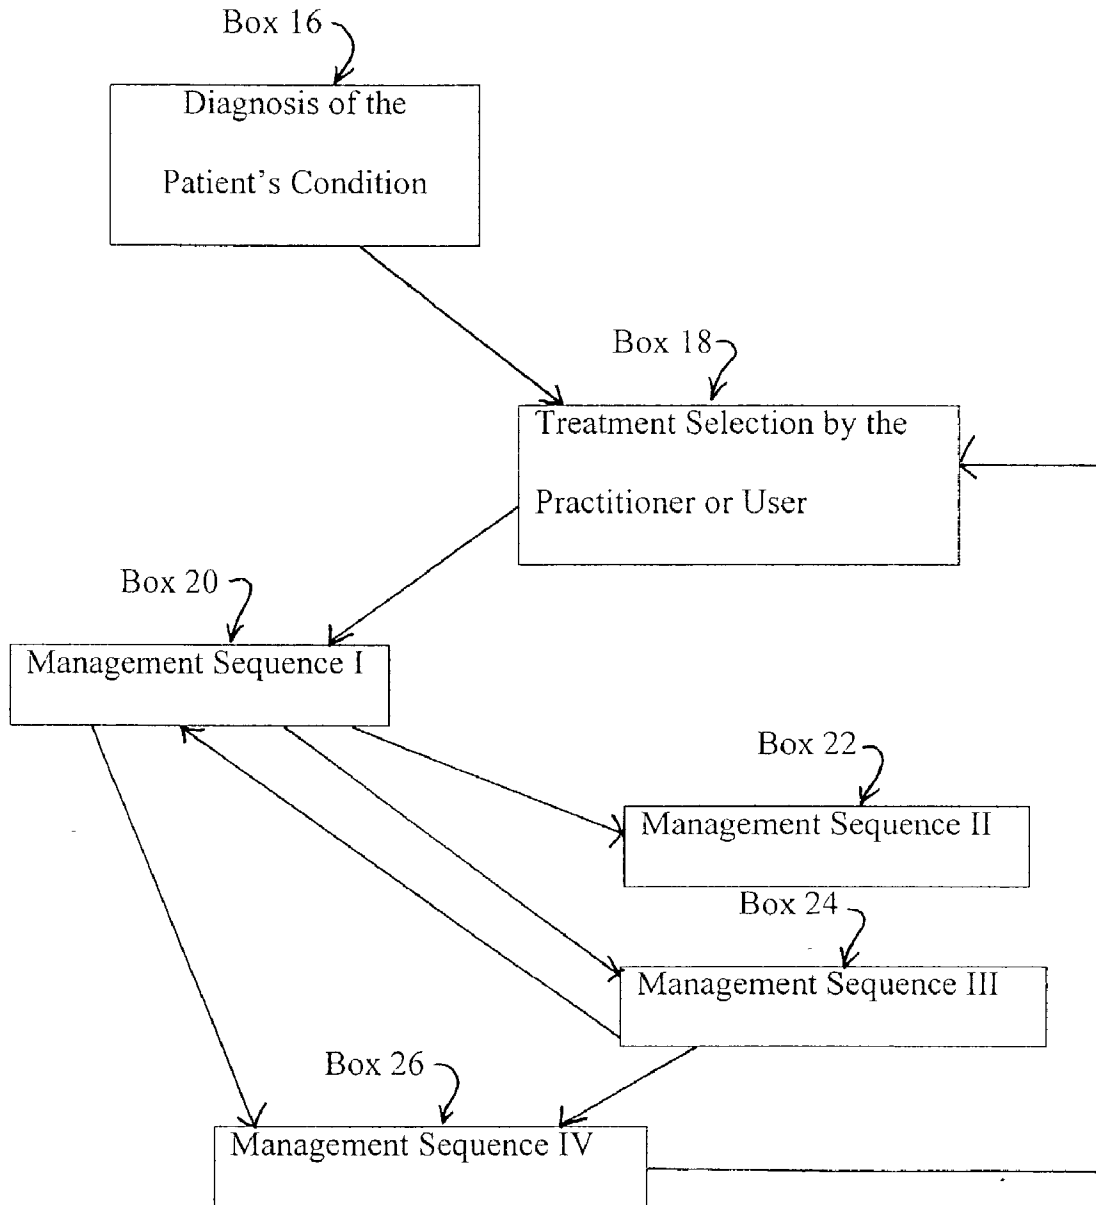 Box 16
Diagnosis of the
Patient's Condition
Box 18
Treatment Selection by the
Practitioner or User
Box 20
Management Sequence I
Box 22
Management Sequence II
Box 24
Management Sequence III
Box 26
Management Sequence IV